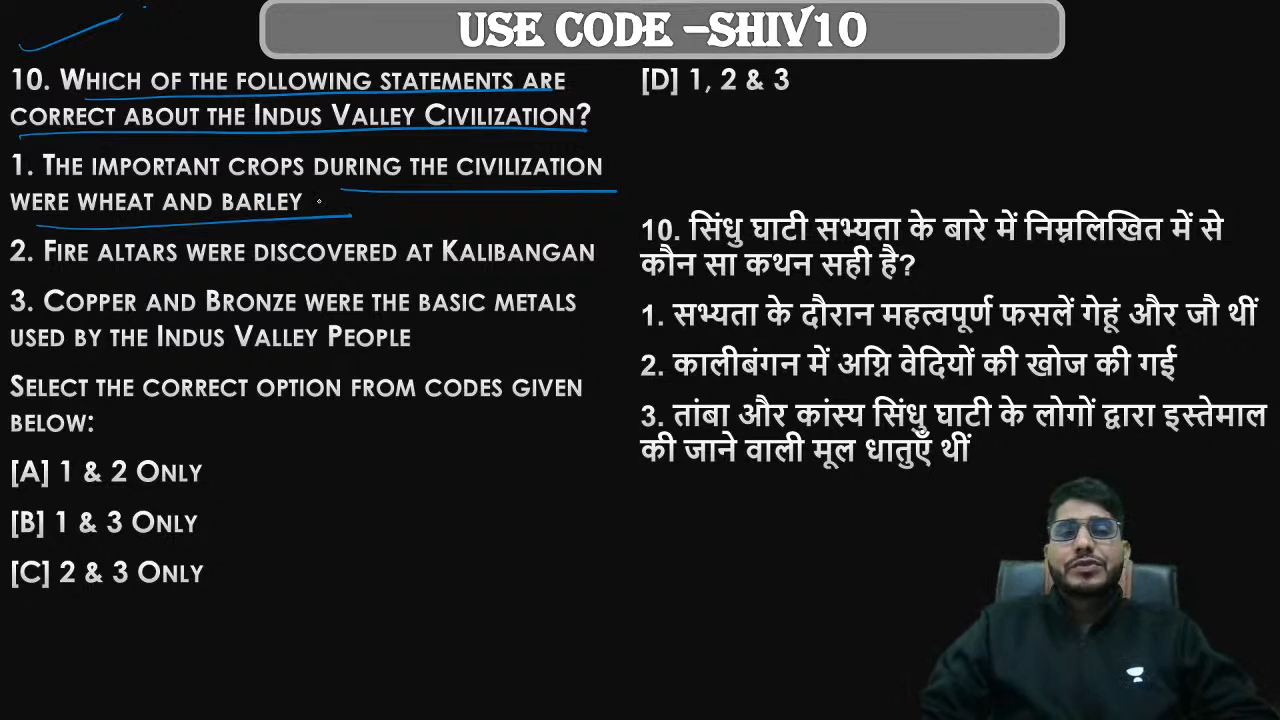 USE CODE –SHIV10
10. WHICH OF THE FOLLOWING STATEMENTS ARE
CORRECT ABOUT THE INDUS VALLEY CIVILIZATION?
1. THE IMPORTANT CROPS DURING THE CIVILIZATION
WERE WHEAT AND BARLEY
2. FIRE ALTARS WERE DISCOVERED AT KALIBANGAN
3. COPPER AND BRONZE WERE THE BASIC METALS
USED BY THE INDUS VALLEY PEOPLE
SELECT THE CORRECT OPTION FROM CODES GIVEN
BELOW:
[A] 1 & 2 ONLY
[B] 1 & 3 ONLY
[C] 2 & 3 ONLY
[D] 1, 2 & 3
10. सिंधु घाटी सभ्यता के बारे में निम्नलिखित में से
कौन सा कथन सही है?
1. सभ्यता के दौरान महत्वपूर्ण फसलें गेहूं और जौ थीं
2. कालीबंगन में अग्नि वेदियों की खोज की गई
3. तांबा और कांस्य सिंधु घाटी के लोगों द्वारा इस्तेमाल
की जाने वाली मूल धातुएँ थीं